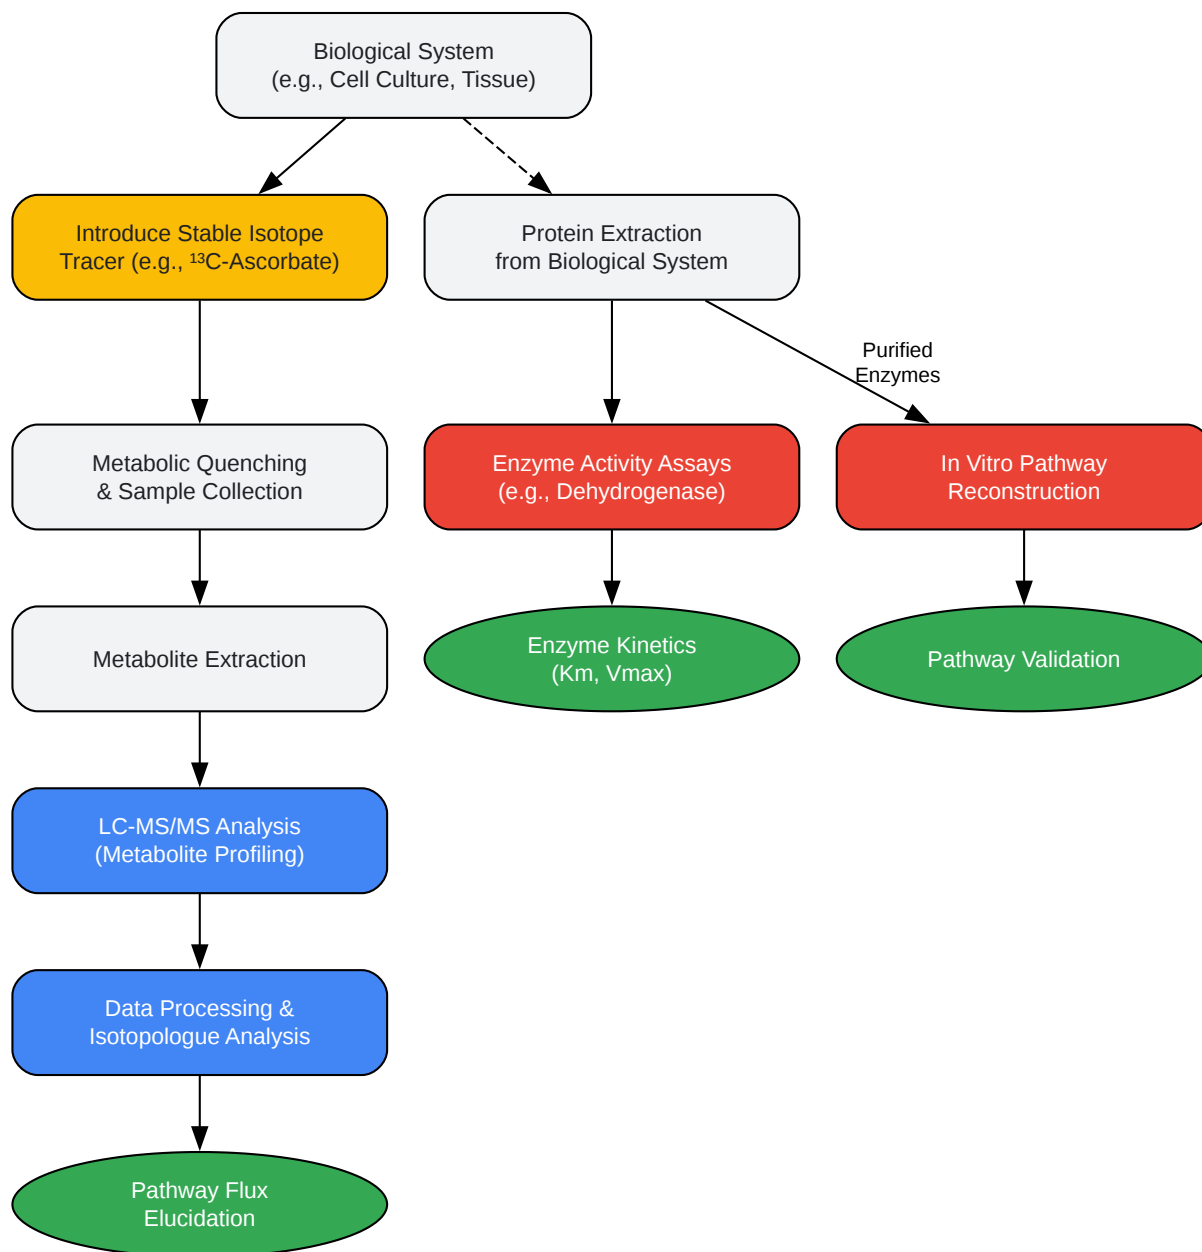 Biological System
(e.g., Cell Culture, Tissue)
Introduce Stable Isotope
Tracer (e.g., ¹³C-Ascorbate)
Protein Extraction
from Biological System
Purified
Enzymes
Metabolic Quenching
& Sample Collection
Enzyme Activity Assays
(e.g., Dehydrogenase)
In Vitro Pathway
Reconstruction
Metabolite Extraction
Enzyme Kinetics
(Km, Vmax)
Pathway Validation
LC-MS/MS Analysis
(Metabolite Profiling)
Data Processing &
Isotopologue Analysis
Pathway Flux
Elucidation